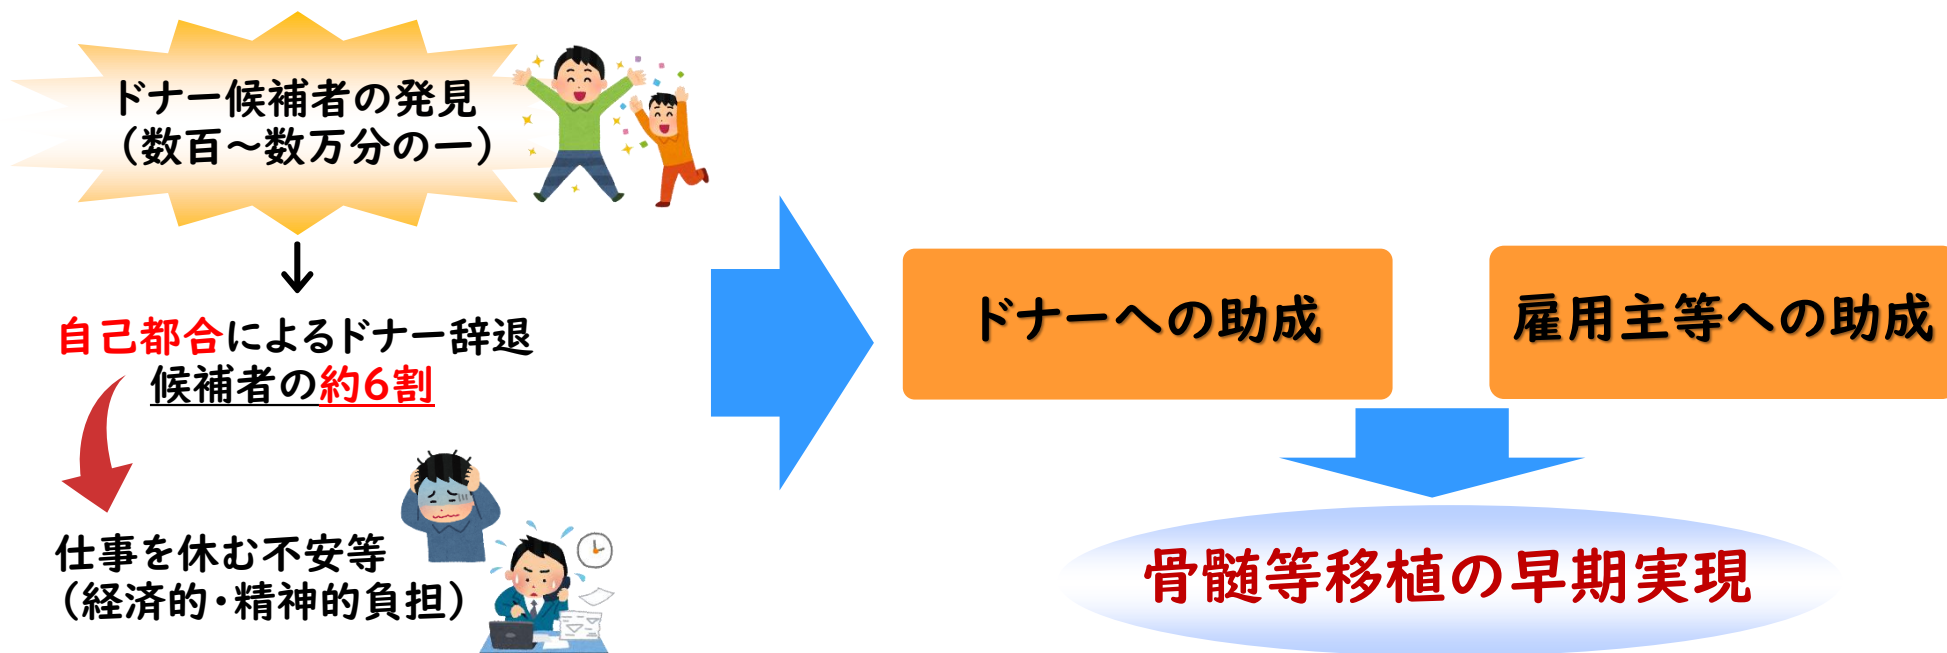 ドナー候補者の発見
（数百～数万分の一）
自己都合によるドナー辞退
候補者の約6割
仕事を休む不安等
（経済的・精神的負担）
ドナーへの助成
雇用主等への助成
骨髄等移植の早期実現